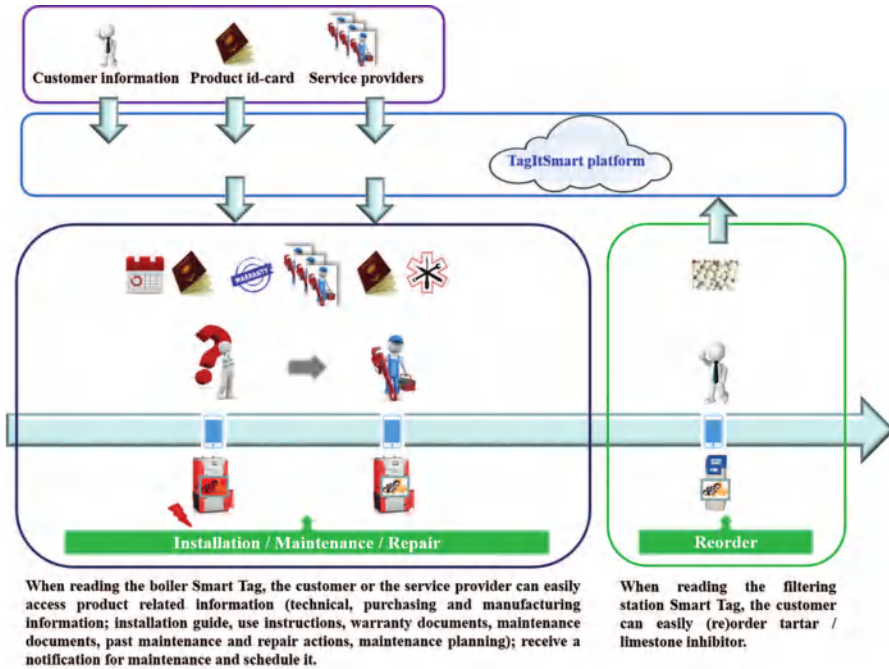 Customer information Product id-card Service providers
TagItSmart platform
WARRANTY
Installation / Maintenance / Repair
Reorder
When reading the boiler Smart Tag, the customer or the service provider can easily
access product related information (technical, purchasing and manufacturing
information; installation guide, use instructions, warranty documents, maintenance
documents, past maintenance and repair actions, maintenance planning); receive a
notification for maintenance and schedule it.
When reading the filtering
station Smart Tag, the customer
can easily (re)order tartar /
limestone inhibitor.